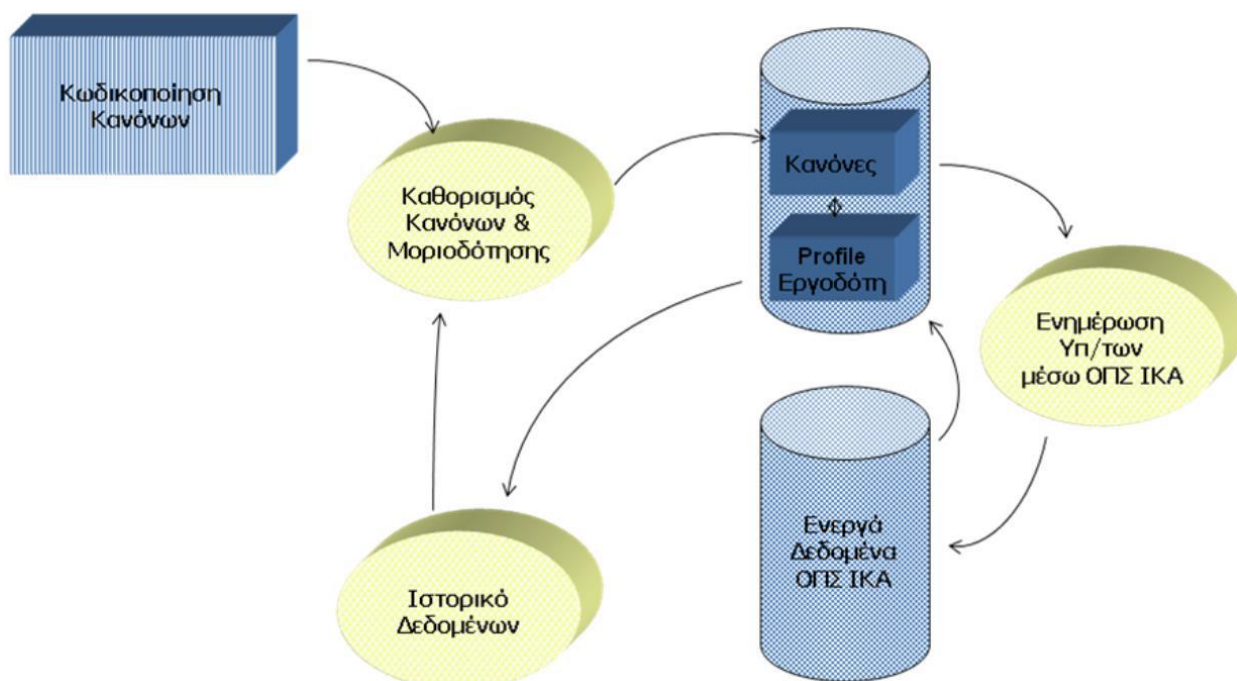 Κωδικοποίηση
Κανόνων
Καθορισμός
Κανόνων &
Μοριοδότησης
Κανόνες
Profile
Εργοδότη
Ενημέρωση
Υπ/των
μέσω ΟΠΣ ΙΚΑ
Ενεργά
Δεδομένα
ΟΠΣ ΙΚΑ
Ιστορικό
Δεδομένων